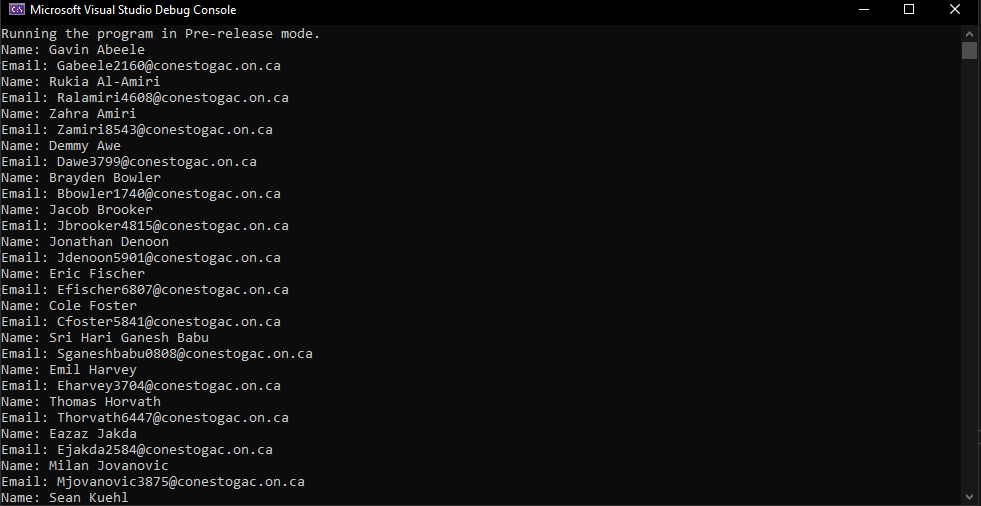 Microsoft Visual Studio Debug Console
Running the program in Pre-release mode.
Name: Gavin Abeele
Email: Gabeele2160@conestogac.on.ca
Name: Rukia Al-Amiri
Email: Ralamiri4608@conestogac.on.ca
Name: Zahra Amiri
Email: Zamiri8543@conestogac.on.ca
Name: Demmy Awe
Email: Dawe3799@conestogac.on.ca
Name: Brayden Bowler
Email: Bbowler1740@conestogac.on.ca
Name: Jacob Brooker
Email: Jbrooker4815@conestogac.on.ca
Name: Jonathan Denoon
Email: Jdenoon5901@conestogac.on.ca
Name: Eric Fischer
Email: Efischer6807@conestogac.on.ca
Name: Cole Foster
Email: Cfoster5841@conestogac.on.ca
Name: Sri Hari Ganesh Babu
Email: Sganeshbabu0808@conestogac.on.ca
Name: Emil Harvey
Email: Eharvey3704@conestogac.on.ca
Name: Thomas Horvath
Email: Thorvath6447@conestogac.on.ca
Name: Eazaz Jakda
Email: Ejakda2584@conestogac.on.ca
Name: Milan Jovanovic
Email: Mjovanovic3875@conestogac.on.ca
Name: Sean Kuehl